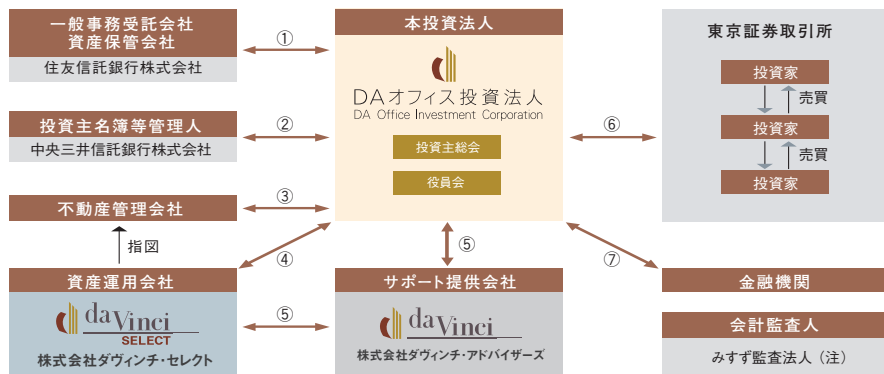 一般事務受託会社
資産保管会社
住友信託銀行株式会社
①
投資主名簿等管理人
中央三井信託銀行株式会社
②
不動産管理会社
③
指図
④
資産運用会社
da Vinci
SELECT
株式会社ダヴィンチ・セレクト
⑤
本投資法人
DAオフィス投資法人
DA Office Investment Corporation
投資主総会
役員会
⑤
サポート提供会社
da Vinci
株式会社ダヴィンチ・アドバイザーズ
⑥
東京証券取引所
投資家
売買
投資家
売買
投資家
⑦
金融機関
会計監査人
みすず監査法人（注）